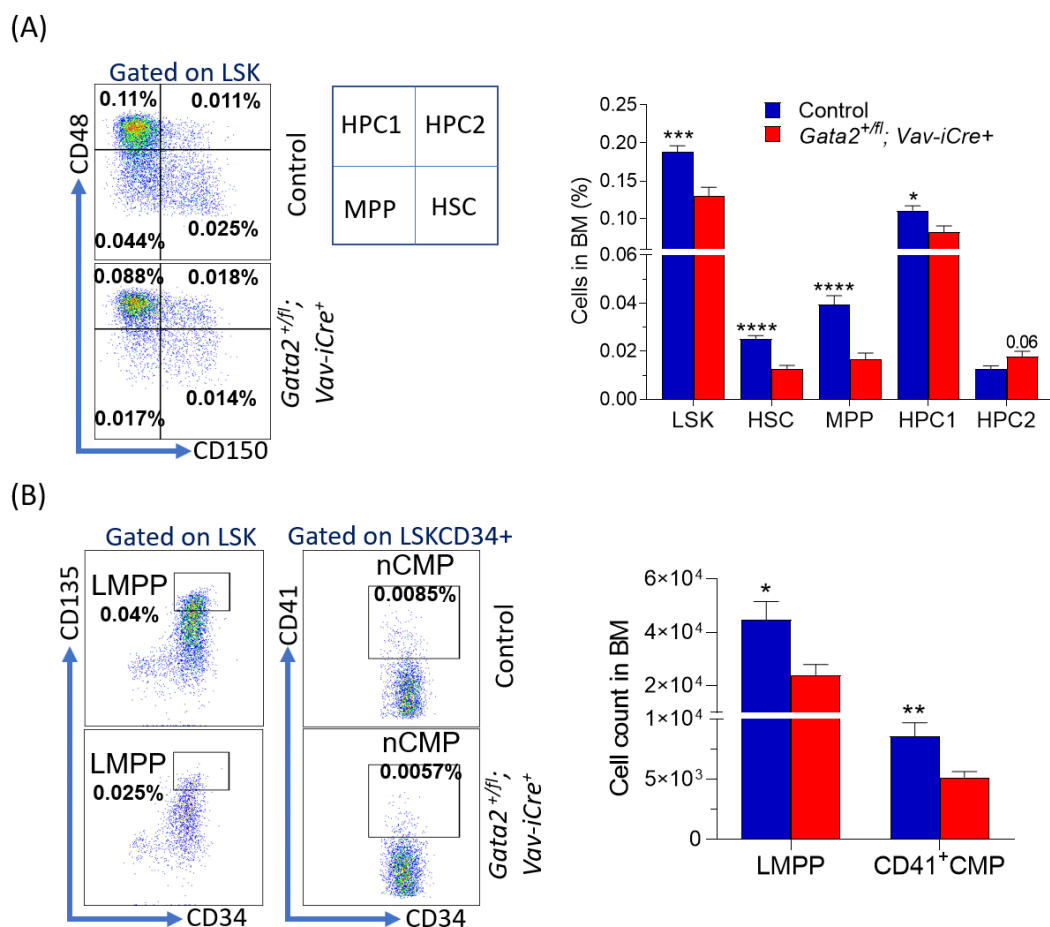 (A)
Gated on LSK
0.11%
0.011%
0.044%
0.025%
Control
0.088%
0.018%
0.017%
0.014%
Gata2+/fl;
Vav-iCre+
CD48
CD150
HPC1
HPC2
MPP
HSC
Control
Gata2+/fl; Vav-iCre+
Cells in BM (%)
0.20
0.15
0.10
0.06
0.04
0.02
0.00
***
****
****
*
0.06
LSK
HSC
MPP
HPC1
HPC2
(B)
Gated on LSK
Gated on LSKCD34+
CD135
LMPP
0.04%
LMPP
0.025%
CD34
CD41
nCMP
0.0085%
Control
nCMP
0.0057%
Gata2+/fl;
Vav-iCre+
CD34
Cell count in BM
6×10⁴
4×10⁴
2×10⁴
1×10⁴
5×10³
0
*
**
LMPP
CD41+CMP